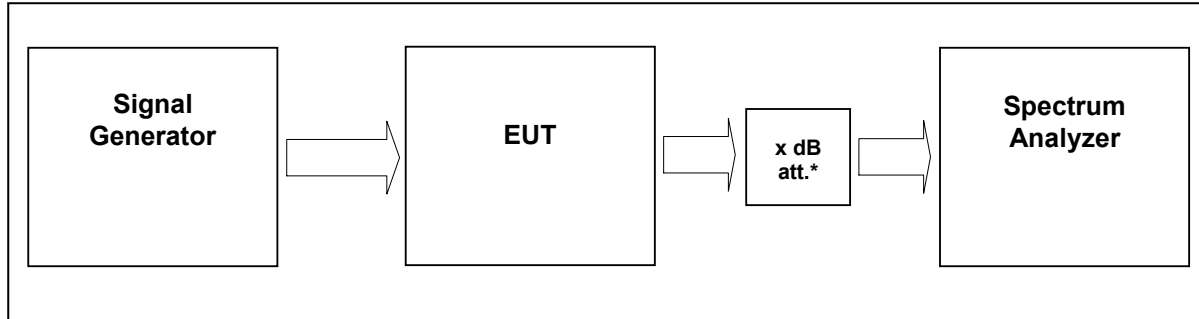 Signal
Generator
EUT
x dB
att.*
Spectrum
Analyzer